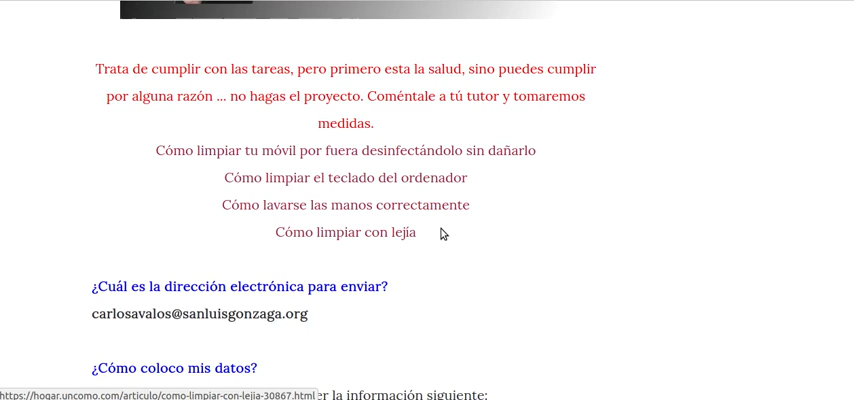 Trata de cumplir con las tareas, pero primero esta la salud, sino puedes cumplir
por alguna razón ... no hagas el proyecto. Coméntale a tú tutor y tomaremos
medidas.
Cómo limpiar tu móvil por fuera desinfectándolo sin dañarlo
Cómo limpiar el teclado del ordenador
Cómo lavarse las manos correctamente
Cómo limpiar con lejía
¿Cuál es la dirección electrónica para enviar?
carlosavalos@sanluisgonzaga.org
¿Cómo coloco mis datos?
https://hogar.uncomo.com/articulo/como-limpiar-con-lejia-30867.html
la información siguiente: